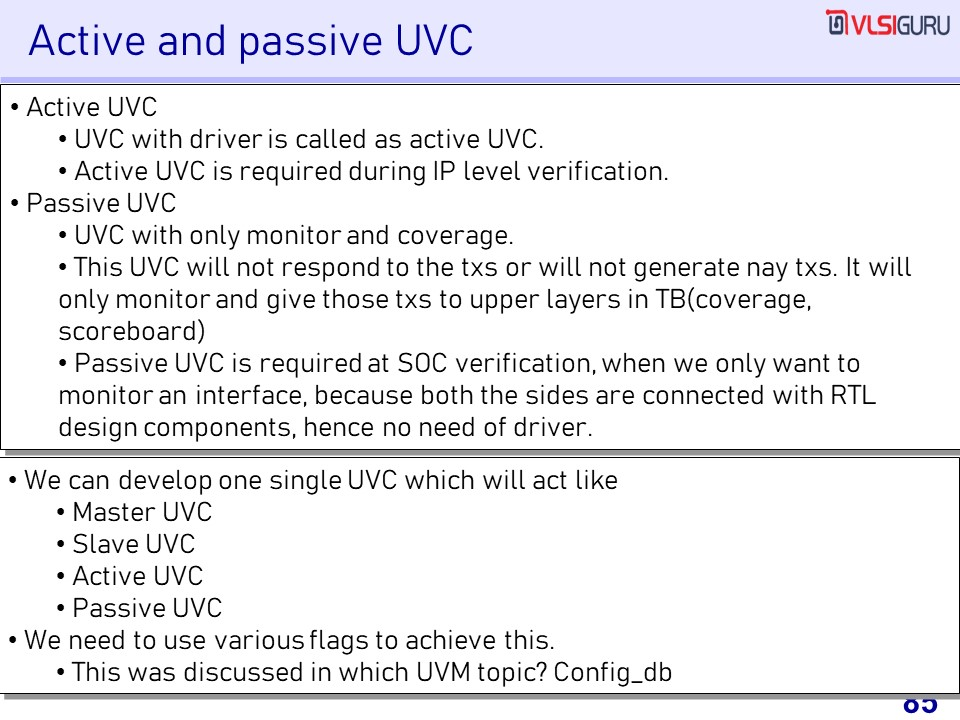 Active and passive UVC
VLSIGURU
• Active UVC
• UVC with driver is called as active UVC.
• Active UVC is required during IP level verification.
• Passive UVC
• UVC with only monitor and coverage.
• This UVC will not respond to the txs or will not generate nay txs. It will
only monitor and give those txs to upper layers in TB(coverage,
scoreboard)
• Passive UVC is required at SOC verification, when we only want to
monitor an interface, because both the sides are connected with RTL
design components, hence no need of driver.
• We can develop one single UVC which will act like
• Master UVC
• Slave UVC
• Active UVC
• Passive UVC
• We need to use various flags to achieve this.
• This was discussed in which UVM topic? Config_db
85